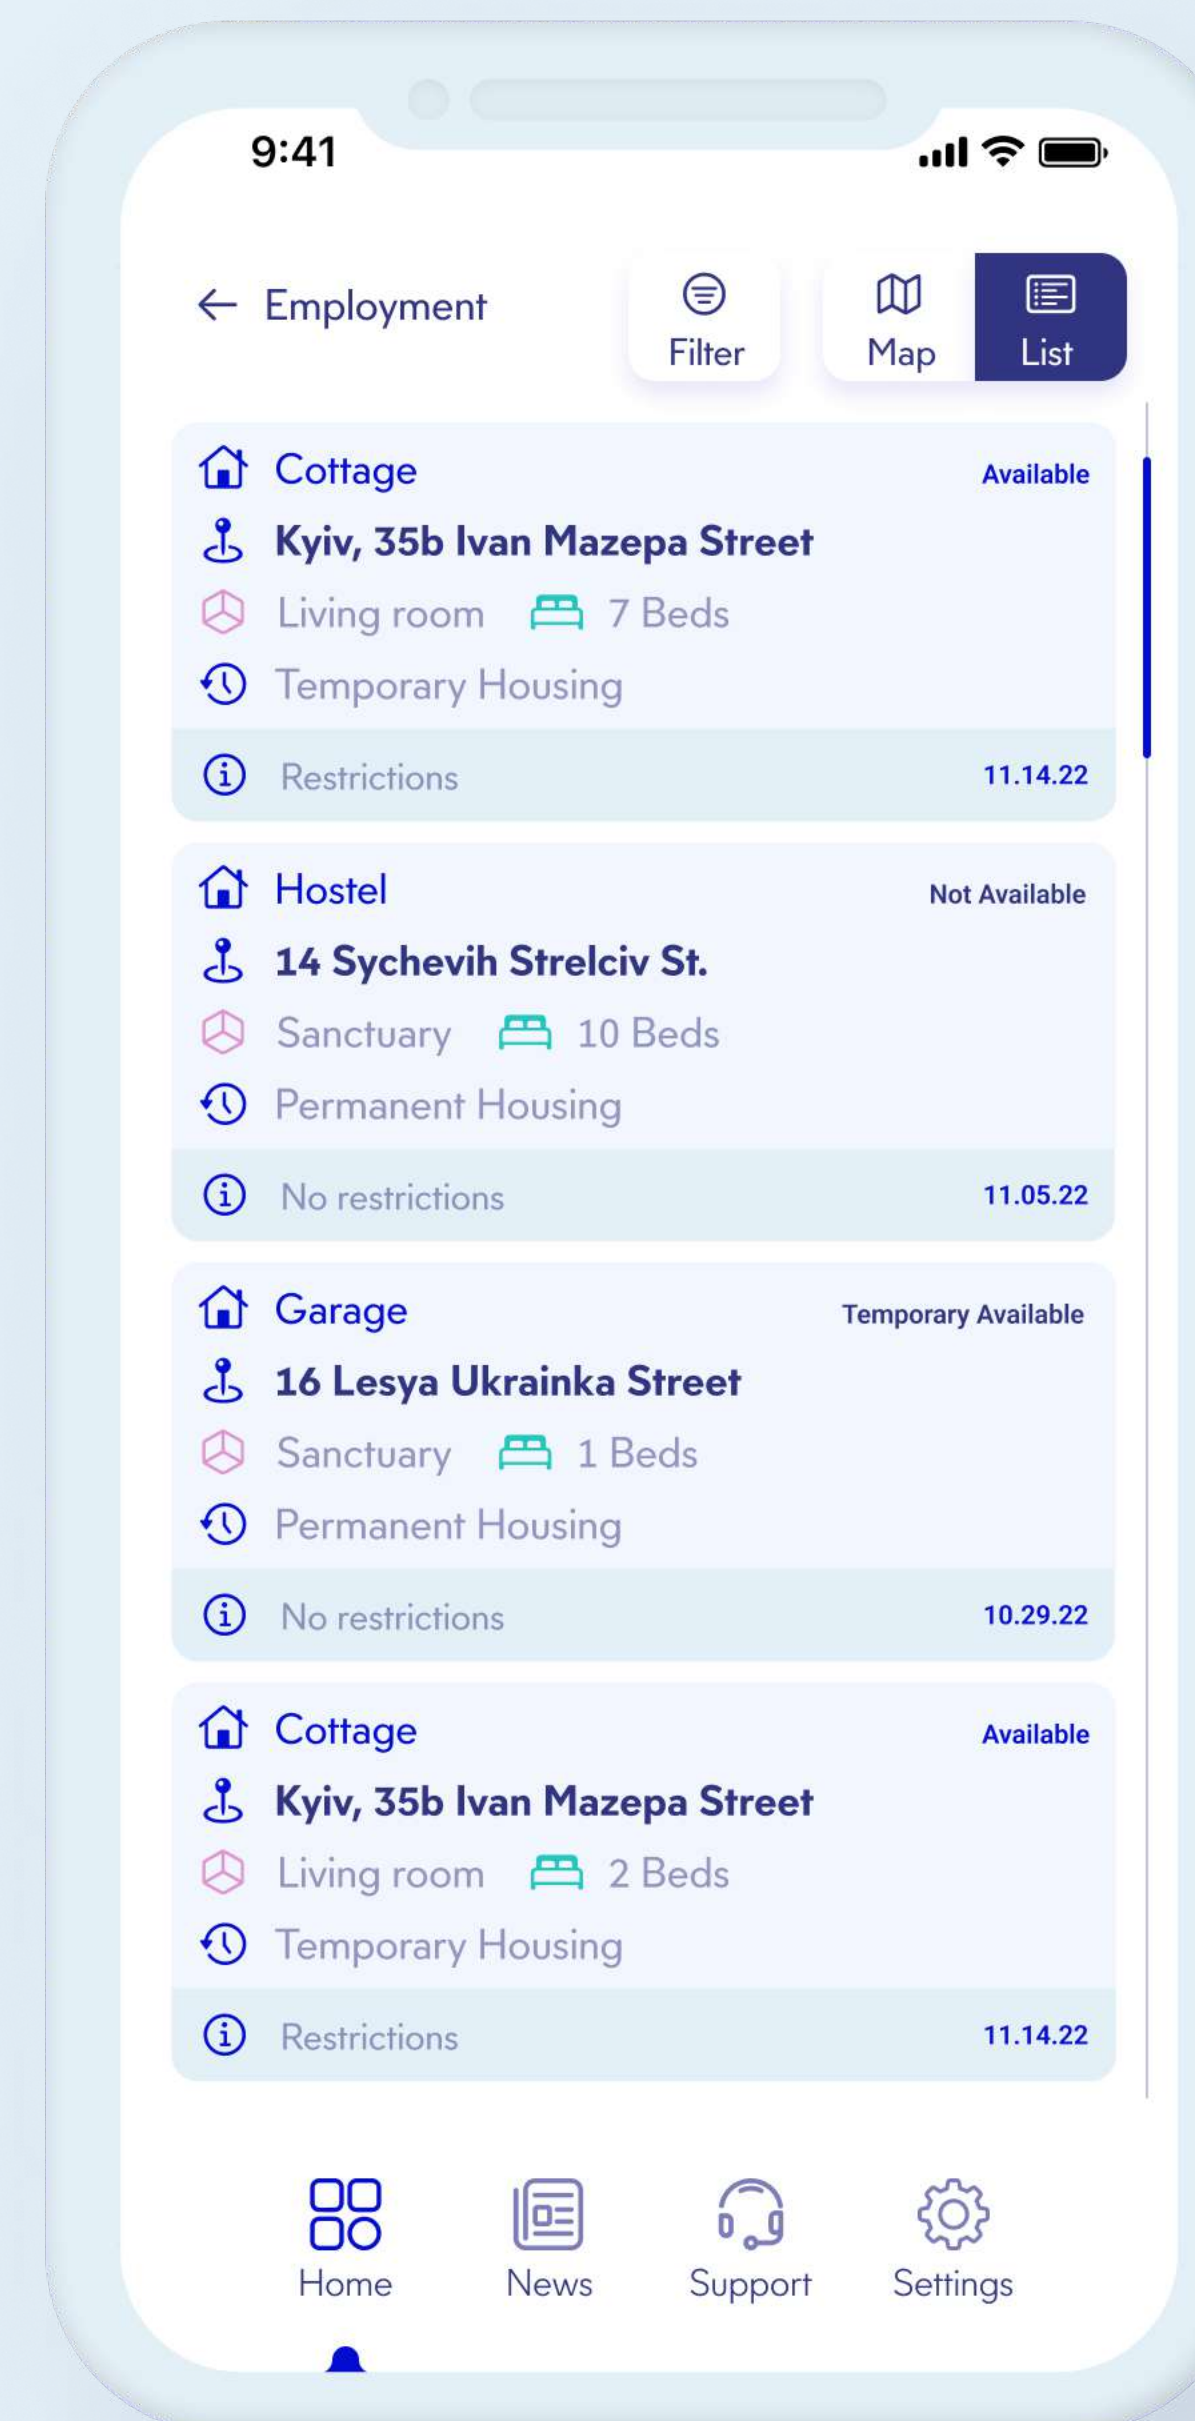 9:41
Employment
Filter
Map
List
Cottage Available
Kyiv, 35b Ivan Mazepa Street
Living room 7 Beds
Temporary Housing
Restrictions 11.14.22
Hostel Not Available
14 Sychevih Strelciv St.
Sanctuary 10 Beds
Permanent Housing
No restrictions 11.05.22
Garage Temporary Available
16 Lesya Ukrainka Street
Sanctuary 1 Beds
Permanent Housing
No restrictions 10.29.22
Cottage Available
Kyiv, 35b Ivan Mazepa Street
Living room 2 Beds
Temporary Housing
Restrictions 11.14.22
Home News Support Settings